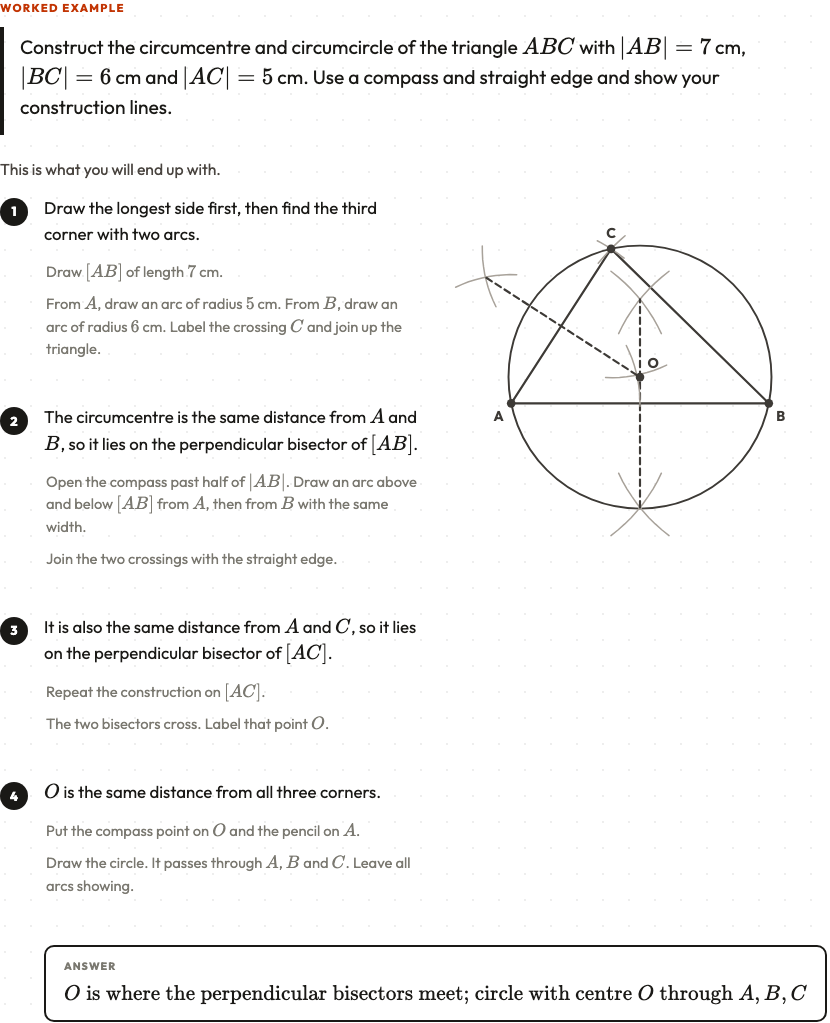 WORKED EXAMPLE
Construct the circumcentre and circumcircle of the triangle ABC with |AB| = 7 cm,
|BC| = 6 cm and |AC| = 5 cm. Use a compass and straight edge and show your
construction lines.
This is what you will end up with.
1 Draw the longest side first, then find the third
corner with two arcs.
Draw [AB] of length 7 cm.
From A, draw an arc of radius 5 cm. From B, draw an
arc of radius 6 cm. Label the crossing C and join up the
triangle.
2 The circumcentre is the same distance from A and
B, so it lies on the perpendicular bisector of [AB].
Open the compass past half of |AB|. Draw an arc above
and below [AB] from A, then from B with the same
width.
Join the two crossings with the straight edge.
3 It is also the same distance from A and C, so it lies
on the perpendicular bisector of [AC].
Repeat the construction on [AC].
The two bisectors cross. Label that point O.
4 O is the same distance from all three corners.
Put the compass point on O and the pencil on A.
Draw the circle. It passes through A, B and C. Leave all
arcs showing.
C
O
A
B
ANSWER
O is where the perpendicular bisectors meet; circle with centre O through A, B, C